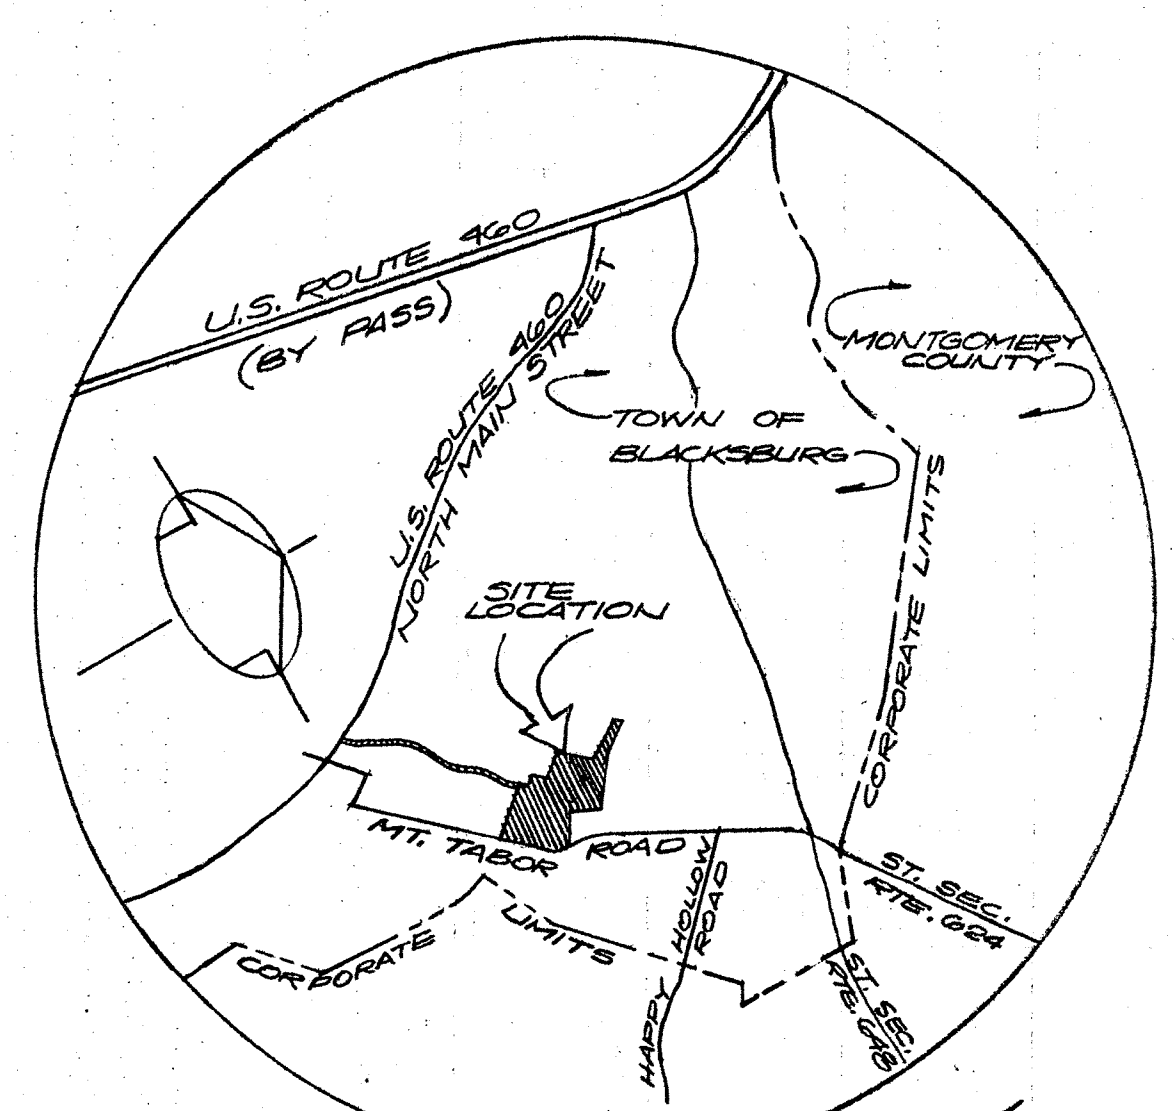 U.S. ROUTE 460
(BY PASS)
U.S. ROUTE 460
NORTH MAIN STREET
MONTGOMERY
COUNTY
TOWN OF
BLACKSBURG
CORPORATE LIMITS
SITE
LOCATION
MT. TABOR ROAD
HAPPY HOLLOW
ROAD
ST. SEC.
RTE. 624
CORPORATE LIMITS
ST. SEC.
RTE. 648